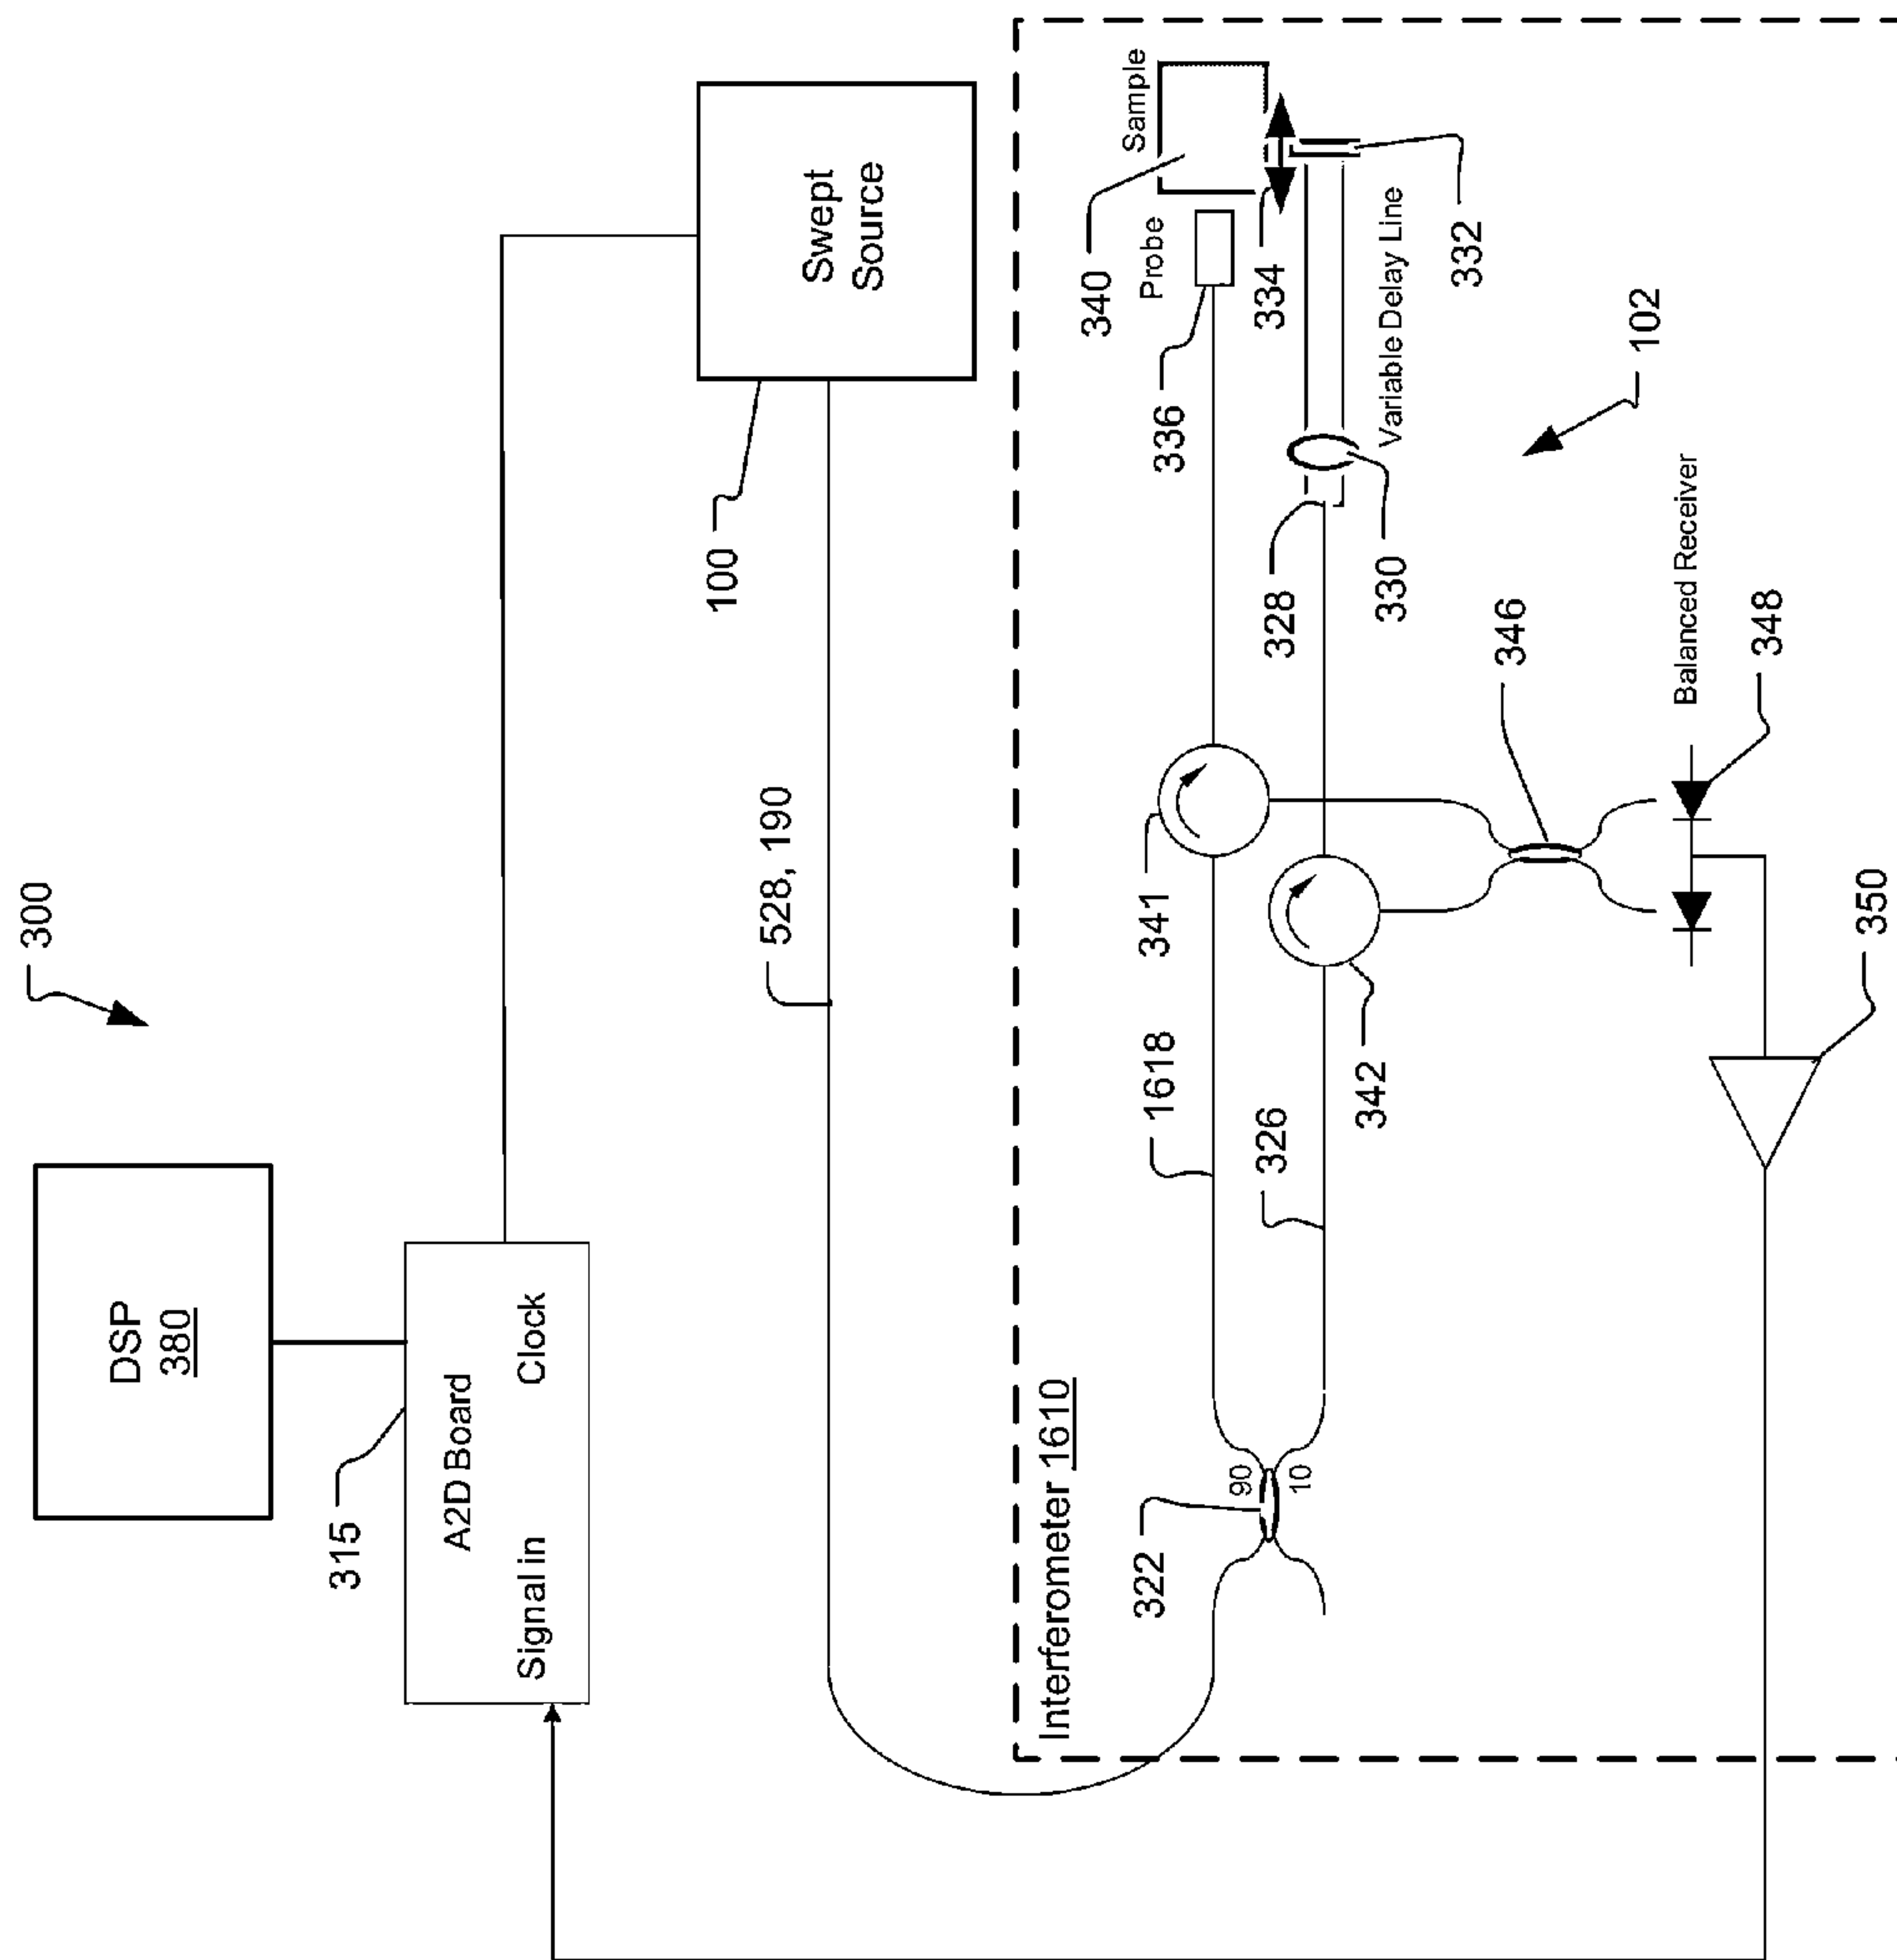 300
DSP
380
315
A2D Board
Signal in
Clock
Swept
Source
100
528, 190
Interferometer 1610
322
90
10
1618
326
341
342
336
Probe
340
Sample
334
328
330
Variable Delay Line
332
102
346
Balanced Receiver
348
350